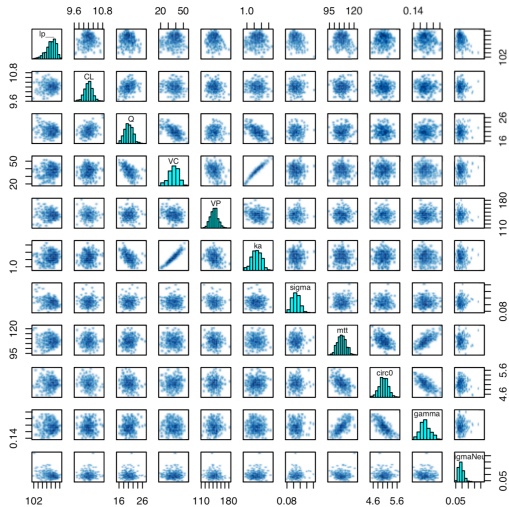 9.6 10.8 20 50 1.0 95 120 0.14
lp__
102
CL
9.6 10.8
Q
16 26
VC
20 50
VP
110 180
ka
1.0
sigma
0.08
mtt
95 120
circ0
4.6 5.6
gamma
0.14
igmaNeu
0.05
102 16 26 110 180 0.08 4.6 5.6 0.05